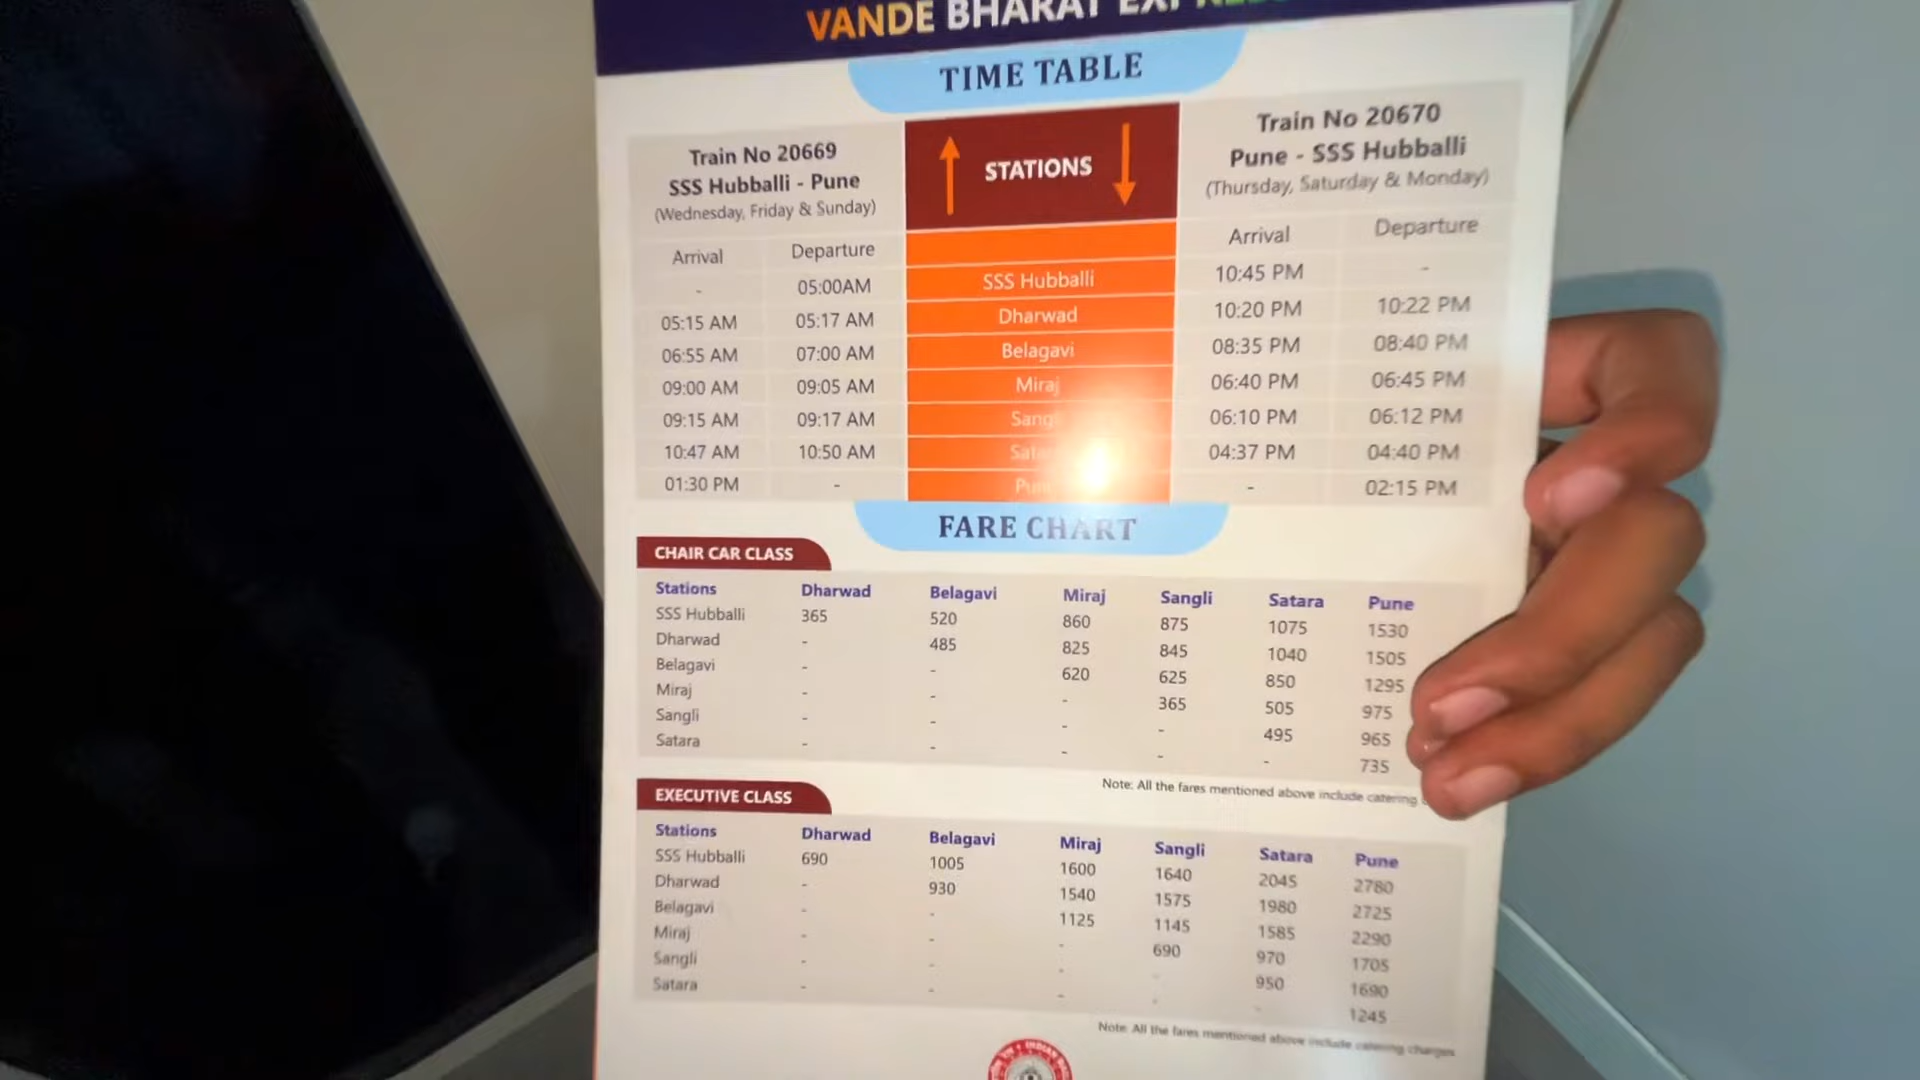 VANDE BHARAT
TIME TABLE
Train No 20669
SSS Hubballi - Pune
(Wednesday, Friday & Sunday)
STATIONS
Train No 20670
Pune - SSS Hubballi
(Thursday, Saturday & Monday)
Arrival Departure Arrival Departure
- 05:00AM SSS Hubballi 10:45 PM -
05:15 AM 05:17 AM Dharwad 10:20 PM 10:22 PM
06:55 AM 07:00 AM Belagavi 08:35 PM 08:40 PM
09:00 AM 09:05 AM Miraj 06:40 PM 06:45 PM
09:15 AM 09:17 AM 06:10 PM 06:12 PM
10:47 AM 10:50 AM 04:37 PM 04:40 PM
01:30 PM - - 02:15 PM
FARE CHART
CHAIR CAR CLASS
Stations Dharwad Belagavi Miraj Sangli Satara Pune
SSS Hubballi 365 520 860 875 1075 1530
Dharwad - 485 825 845 1040 1505
Belagavi - - 620 625 850 1295
Miraj - - - 365 505 975
Sangli - - - - 495 965
Satara - - - - - 735
Note: All the fares mentioned above include catering
EXECUTIVE CLASS
Stations Dharwad Belagavi Miraj Sangli Satara Pune
SSS Hubballi 690 1005 1600 1640 2045 2780
Dharwad - 930 1540 1575 1980 2725
Belagavi - - 1125 1145 1585 2290
Miraj - - - 690 970 1705
Sangli - - - - 950 1690
Satara - - - - - 1245
Note: All the fares mentioned above include catering charges